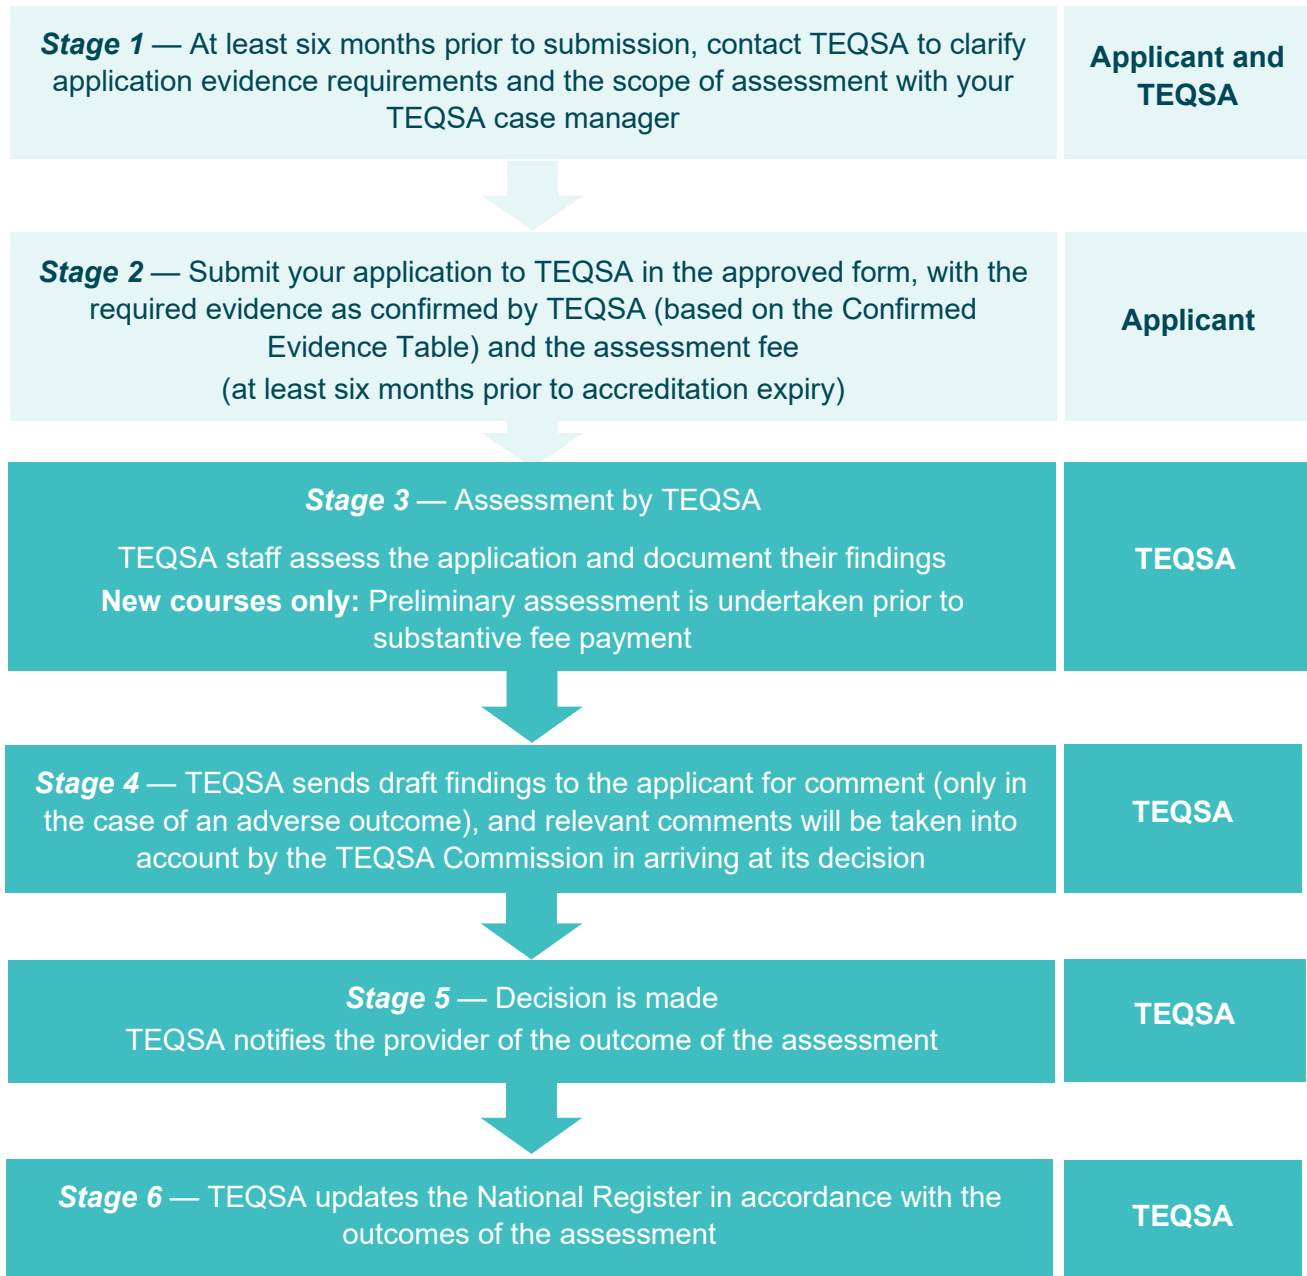 Stage 1 — At least six months prior to submission, contact TEQSA to clarify
application evidence requirements and the scope of assessment with your
TEQSA case manager
Applicant and
TEQSA
Stage 2 — Submit your application to TEQSA in the approved form, with the
required evidence as confirmed by TEQSA (based on the Confirmed
Evidence Table) and the assessment fee
(at least six months prior to accreditation expiry)
Applicant
Stage 3 — Assessment by TEQSA
TEQSA staff assess the application and document their findings
New courses only: Preliminary assessment is undertaken prior to
substantive fee payment
TEQSA
Stage 4 — TEQSA sends draft findings to the applicant for comment (only in
the case of an adverse outcome), and relevant comments will be taken into
account by the TEQSA Commission in arriving at its decision
TEQSA
Stage 5 — Decision is made
TEQSA notifies the provider of the outcome of the assessment
TEQSA
Stage 6 — TEQSA updates the National Register in accordance with the
outcomes of the assessment
TEQSA